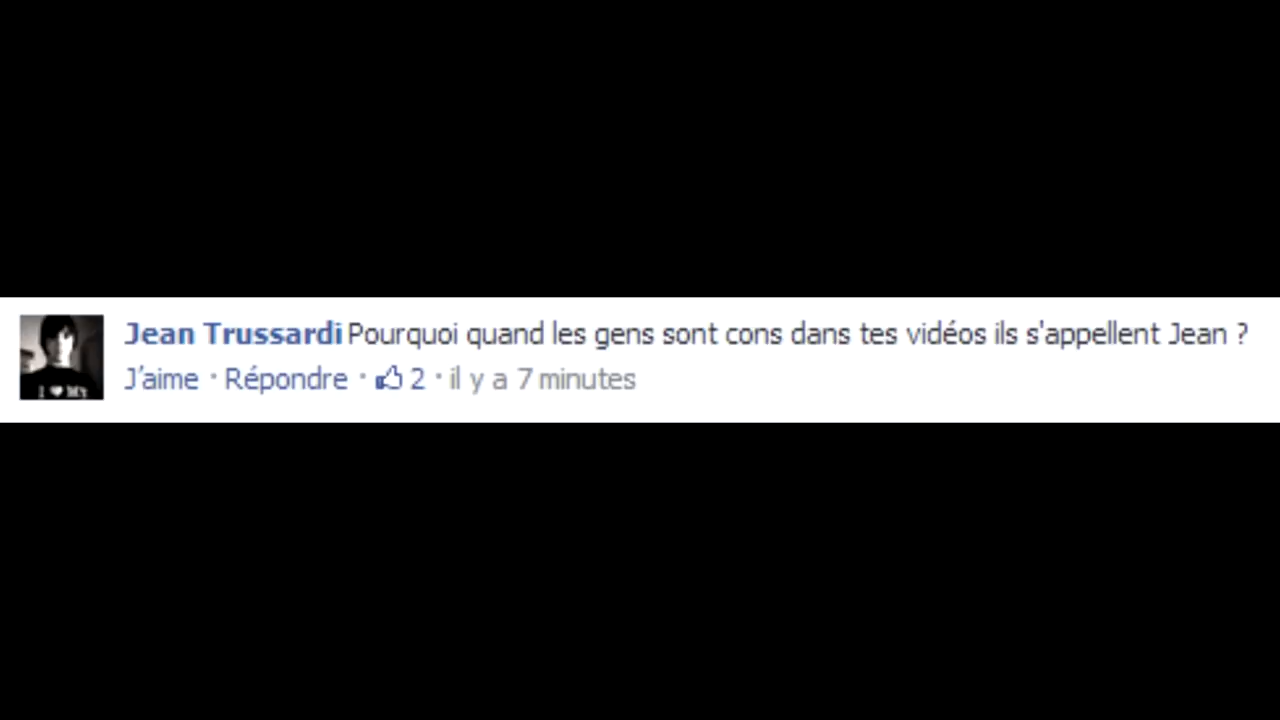 Jean Trussardi Pourquoi quand les gens sont cons dans tes vidéos ils s'appellent Jean ?
J'aime · Répondre · 2 · il y a 7 minutes